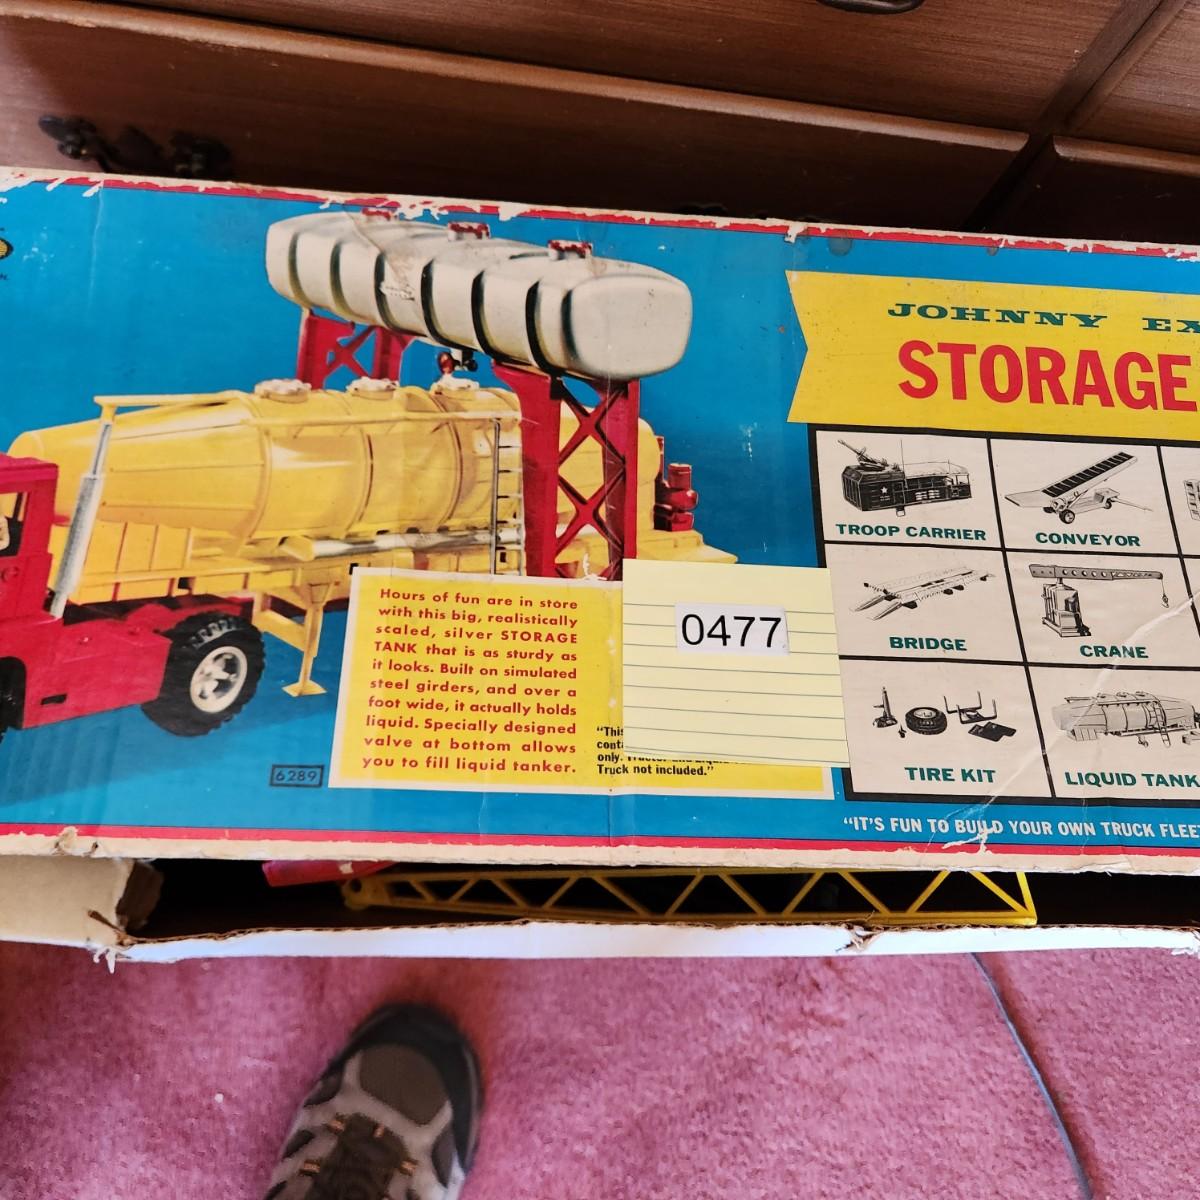 JOHNNY EX
STORAGE
TROOP CARRIER
CONVEYOR
BRIDGE
CRANE
TIRE KIT
LIQUID TANK
"IT'S FUN TO BUILD YOUR OWN TRUCK FLEE
Hours of fun are in store
with this big, realistically
scaled, silver STORAGE
TANK that is as sturdy as
it looks. Built on simulated
steel girders, and over a
foot wide, it actually holds
liquid. Specially designed
valve at bottom allows
you to fill liquid tanker.
"This
cont
only.
Truck not included."
0477
6289